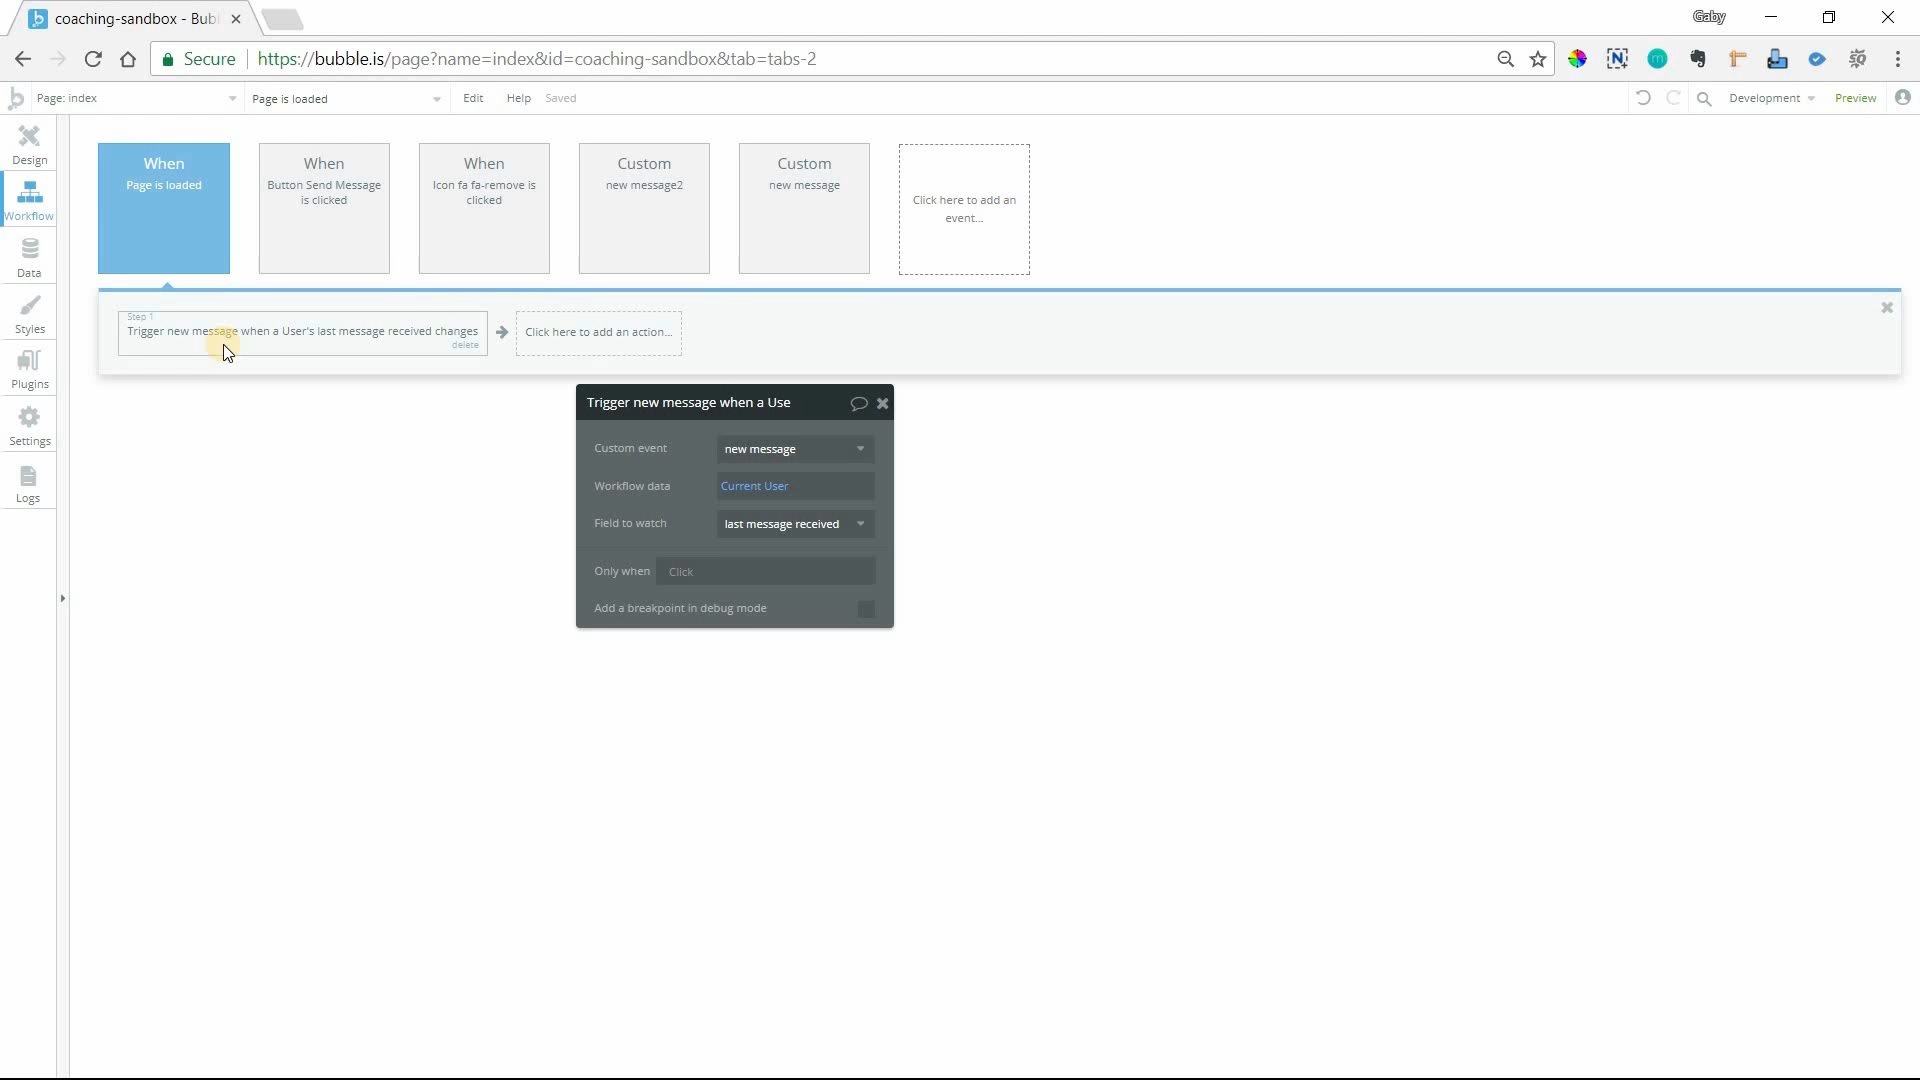 coaching-sandbox - Bub
Gaby
Secure
https://bubble.is/page?name=index&id=coaching-sandbox&tab=tabs-2
Page: index
Page is loaded
Edit
Help
Saved
Development
Preview
Design
Workflow
Data
Styles
Plugins
Settings
Logs
When
Page is loaded
When
Button Send Message
is clicked
When
Icon fa fa-remove is
clicked
Custom
new message2
Custom
new message
Click here to add an
event...
Step 1
Trigger new message when a User's last message received changes
delete
Click here to add an action...
Trigger new message when a Use
Custom event
new message
Workflow data
Current User
Field to watch
last message received
Only when
Click
Add a breakpoint in debug mode